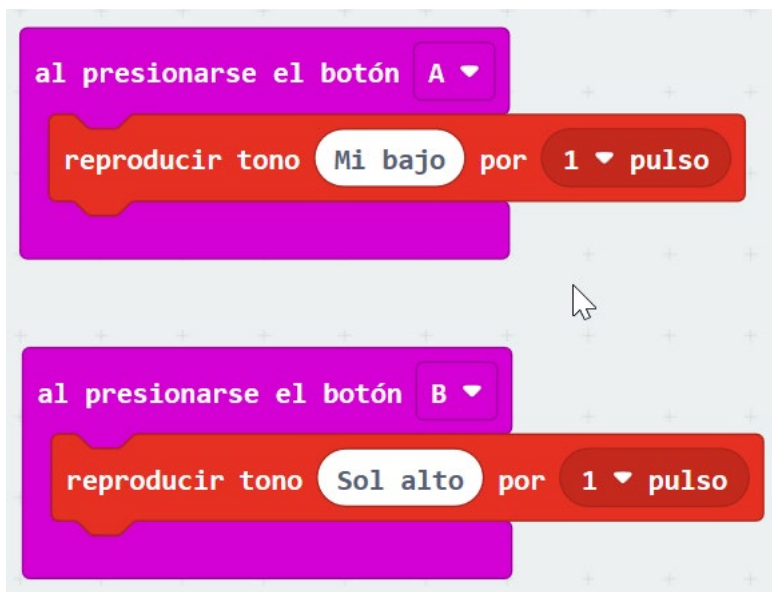 al presionarse el botón A
reproducir tono Mi bajo por 1 pulso
al presionarse el botón B
reproducir tono Sol alto por 1 pulso